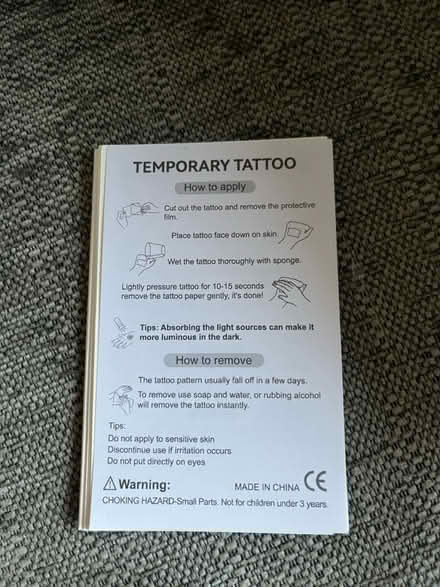 TEMPORARY TATTOO
How to apply
Cut out the tattoo and remove the protective
film.
Place tattoo face down on skin.
Wet the tattoo thoroughly with sponge.
Lightly pressure tattoo for 10-15 seconds
remove the tattoo paper gently, it's done!
Tips: Absorbing the light sources can make it
more luminous in the dark.
How to remove
The tattoo pattern usually fall off in a few days.
To remove use soap and water, or rubbing alcohol
will remove the tattoo instantly.
Tips:
Do not apply to sensitive skin
Discontinue use if irritation occurs
Do not put directly on eyes
Warning:
MADE IN CHINA CE
CHOKING HAZARD-Small Parts. Not for children under 3 years.